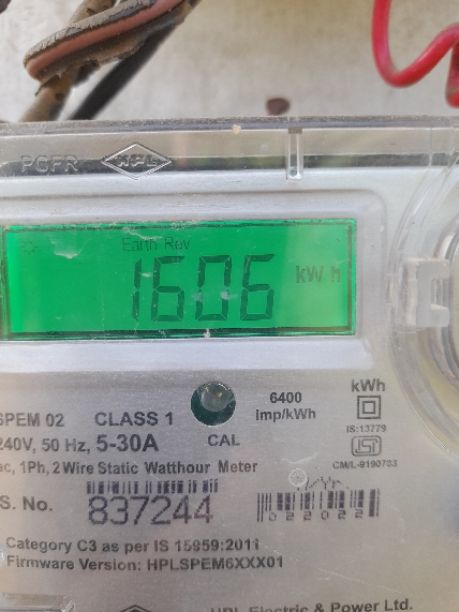 PGFR HPL
Earth Rev
1606 kWh
6400 imp/kWh
kWh
IS:13779
SPEM 02 CLASS 1
CAL
240V, 50 Hz, 5-30A
CM/L-9190703
ac, 1Ph, 2 Wire Static Watthour Meter
S. No. 837244
022022
Category C3 as per IS 15959:2011
Firmware Version: HPLSPEM6XXX01
HPL Electric & Power Ltd.